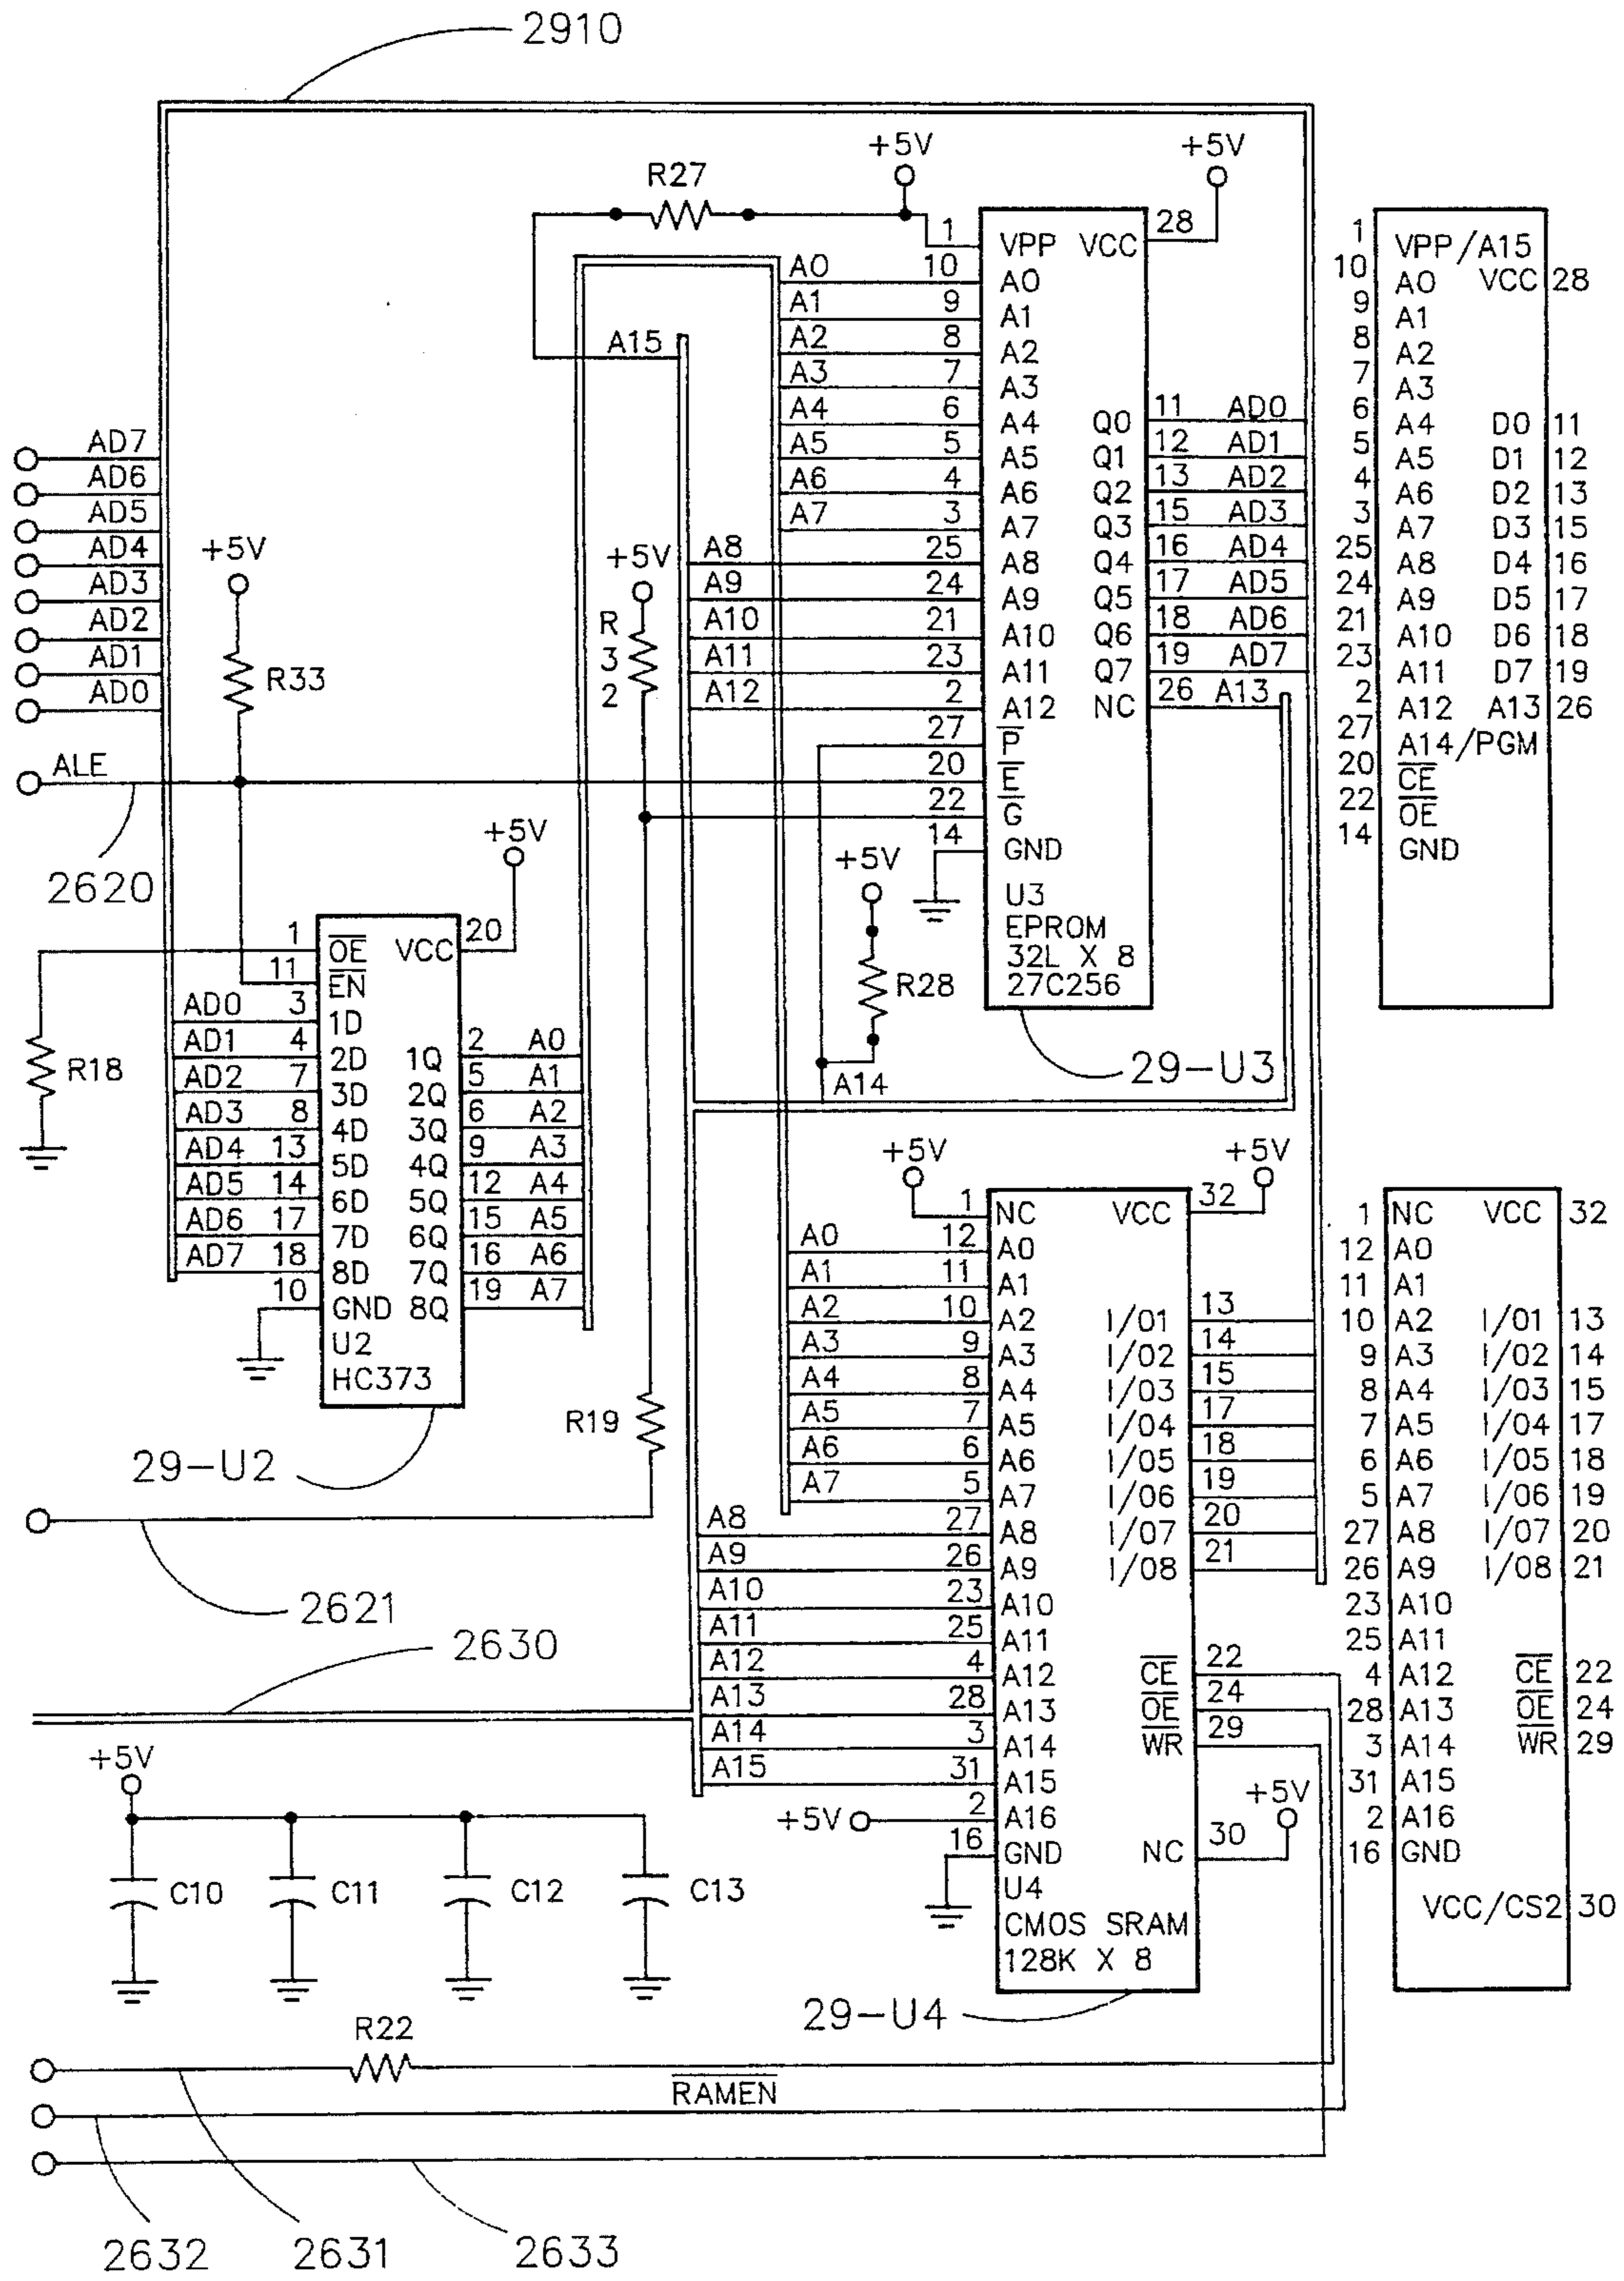 2910
+5V
+5V
R27
1 VPP VCC 28
A0 10 A0
A1 9 A1
A2 8 A2
A3 7 A3
A4 6 A4 Q0 11 AD0
A5 5 A5 Q1 12 AD1
A6 4 A6 Q2 13 AD2
A7 3 A7 Q3 15 AD3
A8 25 A8 Q4 16 AD4
A9 24 A9 Q5 17 AD5
A10 21 A10 Q6 18 AD6
A11 23 A11 Q7 19 AD7
A12 2 A12 NC 26 A13
27 P
20 E
22 G
14 GND
U3
EPROM
32L X 8
27C256
29-U3
A15
1 VPP/A15
10 A0 VCC 28
9 A1
8 A2
7 A3
6 A4 D0 11
5 A5 D1 12
4 A6 D2 13
3 A7 D3 15
25 A8 D4 16
24 A9 D5 17
21 A10 D6 18
23 A11 D7 19
2 A12 A13 26
27 A14/PGM
20 CE
22 OE
14 GND
AD7
AD6
AD5
AD4
AD3
AD2
AD1
AD0
+5V
R33
+5V
R
3
2
ALE
2620
+5V
+5V
R28
A14
R18
1 OE VCC 20
11 EN
AD0 3 1D
AD1 4 2D 1Q 2 A0
AD2 7 3D 2Q 5 A1
AD3 8 4D 3Q 6 A2
AD4 13 5D 4Q 9 A3
AD5 14 6D 5Q 12 A4
AD6 17 7D 6Q 15 A5
AD7 18 8D 7Q 16 A6
10 GND 8Q 19 A7
U2
HC373
29-U2
R19
2621
2630
+5V
+5V
1 NC VCC 32
A0 12 A0
A1 11 A1
A2 10 A2 I/01 13
A3 9 A3 I/02 14
A4 8 A4 I/03 15
A5 7 A5 I/04 17
A6 6 A6 I/05 18
A7 5 A7 I/06 19
A8 27 A8 I/07 20
A9 26 A9 I/08 21
A10 23 A10
A11 25 A11
A12 4 A12 CE 22
A13 28 A13 OE 24
A14 3 A14 WR 29
A15 31 A15
+5V 2 A16 +5V
16 GND NC 30
U4
CMOS SRAM
128K X 8
29-U4
1 NC VCC 32
12 A0
11 A1
10 A2 I/01 13
9 A3 I/02 14
8 A4 I/03 15
7 A5 I/04 17
6 A6 I/05 18
5 A7 I/06 19
27 A8 I/07 20
26 A9 I/08 21
23 A10
25 A11
4 A12 CE 22
28 A13 OE 24
3 A14 WR 29
31 A15
2 A16
16 GND
VCC/CS2 30
+5V
C10 C11 C12 C13
R22
RAMEN
2632 2631 2633